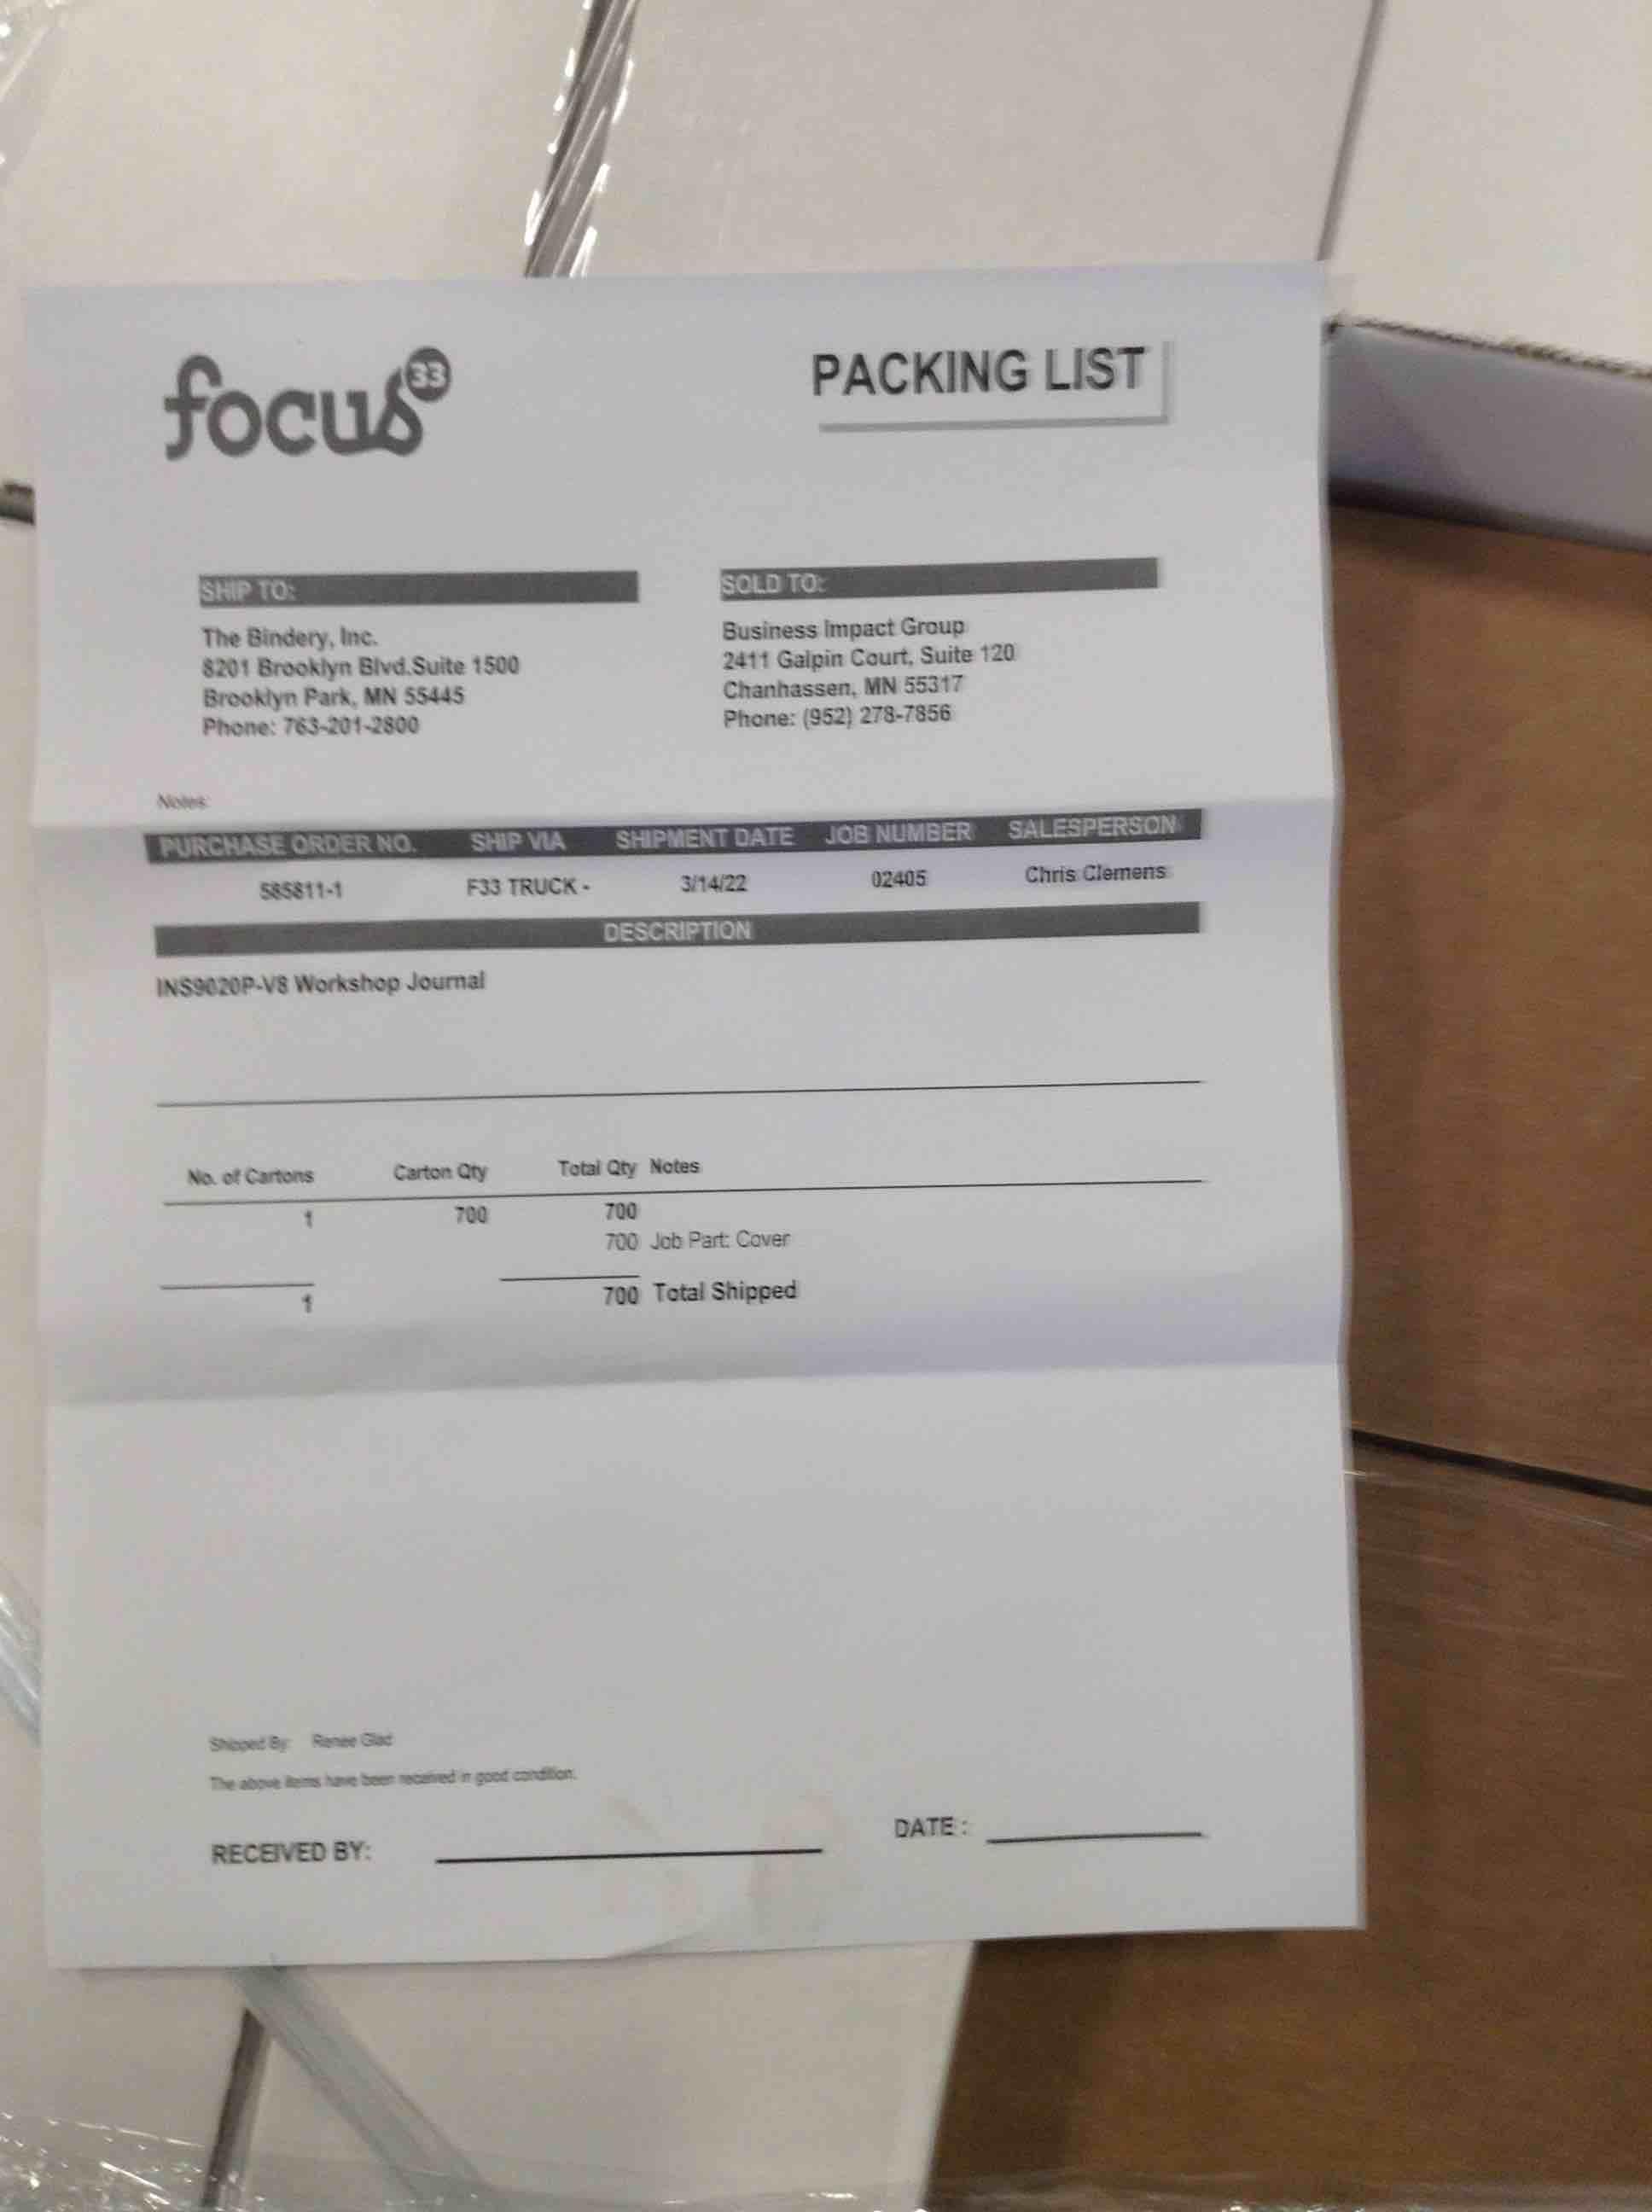 focus33
PACKING LIST
SHIP TO:
The Bindery, Inc.
8201 Brooklyn Blvd.Suite 1500
Brooklyn Park, MN 55445
Phone: 763-201-2800
SOLD TO:
Business Impact Group
2411 Galpin Court, Suite 120
Chanhassen, MN 55317
Phone: (952) 278-7856
Notes:
PURCHASE ORDER NO. SHIP VIA SHIPMENT DATE JOB NUMBER SALESPERSON
585811-1 F33 TRUCK - 3/14/22 02405 Chris Clemens
DESCRIPTION
INS9020P-V8 Workshop Journal
No. of Cartons Carton Qty Total Qty Notes
1 700 700
700 Job Part: Cover
1 700 Total Shipped
Shipped By: Renee Glad
The above items have been received in good condition.
RECEIVED BY: DATE :